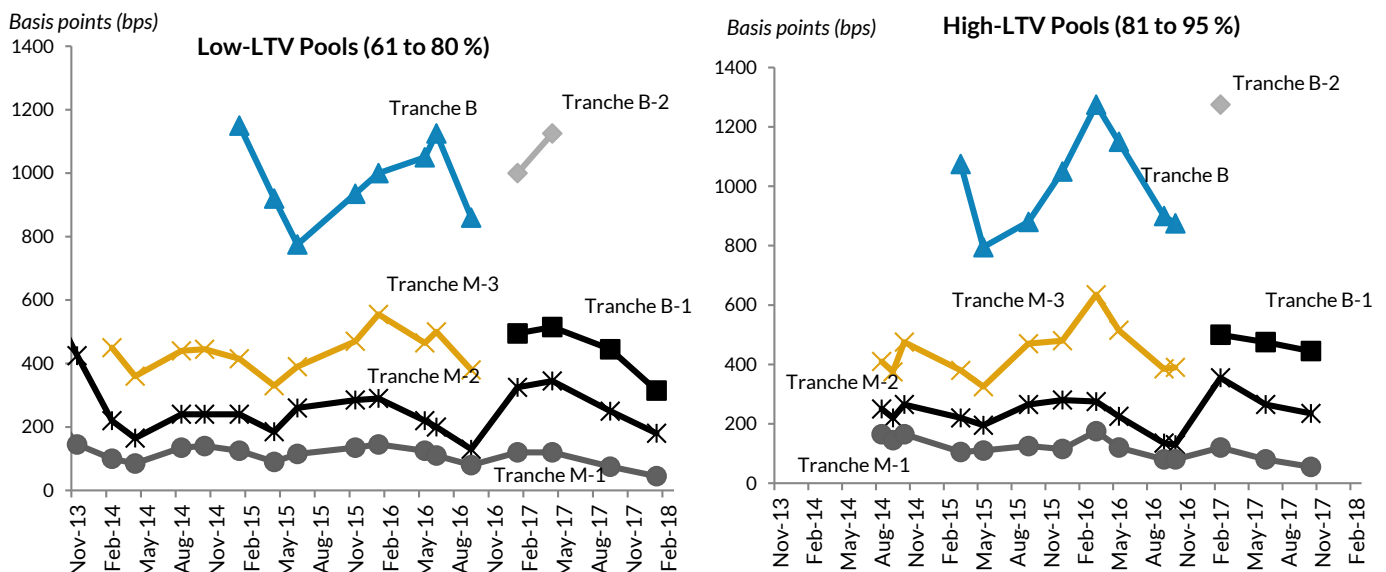 Basis points (bps)
Low-LTV Pools (61 to 80 %)
1400
1200
1000
800
600
400
200
0
Tranche B
Tranche B-2
Tranche M-3
Tranche B-1
Tranche M-2
Tranche M-1
Nov-13
Feb-14
May-14
Aug-14
Nov-14
Feb-15
May-15
Aug-15
Nov-15
Feb-16
May-16
Aug-16
Nov-16
Feb-17
May-17
Aug-17
Nov-17
Feb-18
Basis points (bps)
High-LTV Pools (81 to 95 %)
1400
1200
1000
800
600
400
200
0
Tranche B-2
Tranche B
Tranche M-3
Tranche B-1
Tranche M-2
Tranche M-1
Nov-13
Feb-14
May-14
Aug-14
Nov-14
Feb-15
May-15
Aug-15
Nov-15
Feb-16
May-16
Aug-16
Nov-16
Feb-17
May-17
Aug-17
Nov-17
Feb-18